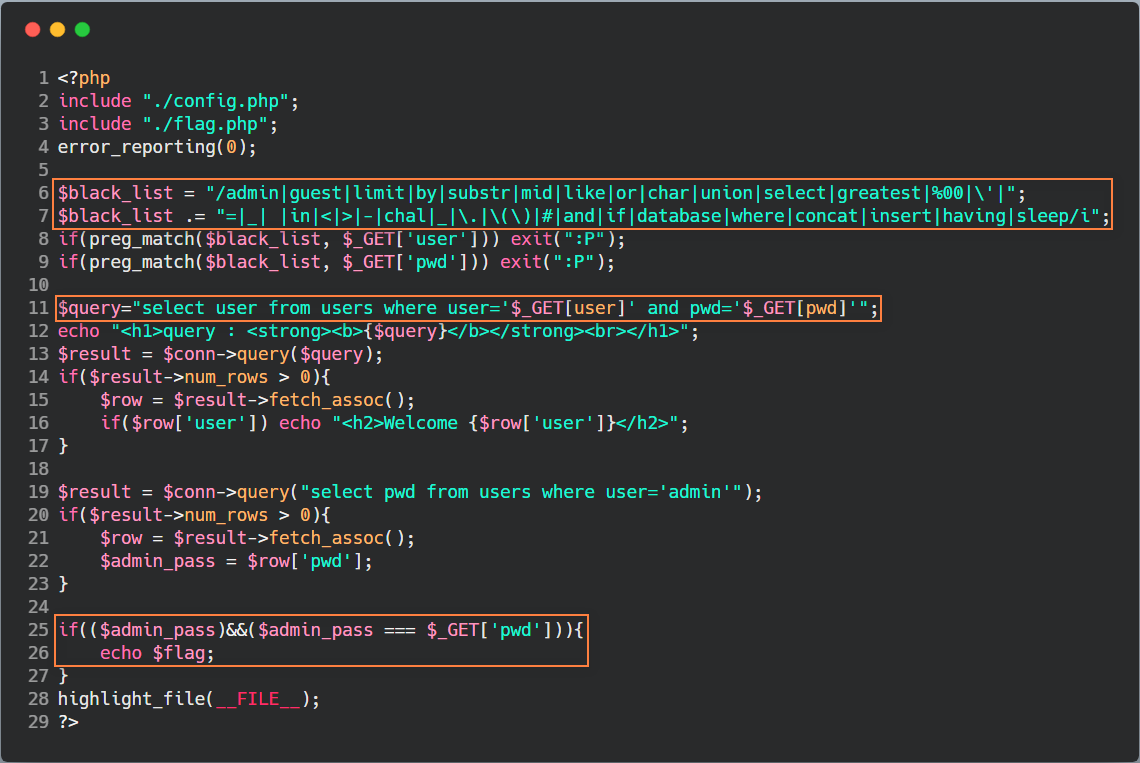 1 <?php
2 include "./config.php";
3 include "./flag.php";
4 error_reporting(0);
5
6 $black_list = "/admin|guest|limit|by|substr|mid|like|or|char|union|select|greatest|%00|\'|";
7 $black_list .= "=|_| |in|<|>|-|chal|_|\.|\(\)|#|and|if|database|where|concat|insert|having|sleep/i";
8 if(preg_match($black_list, $_GET['user'])) exit(":P");
9 if(preg_match($black_list, $_GET['pwd'])) exit(":P");
10
11 $query="select user from users where user='$_GET[user]' and pwd='$_GET[pwd]'";
12 echo "<h1>query : <strong><b>{$query}</b></strong><br></h1>";
13 $result = $conn->query($query);
14 if($result->num_rows > 0){
15     $row = $result->fetch_assoc();
16     if($row['user']) echo "<h2>Welcome {$row['user']}</h2>";
17 }
18
19 $result = $conn->query("select pwd from users where user='admin'");
20 if($result->num_rows > 0){
21     $row = $result->fetch_assoc();
22     $admin_pass = $row['pwd'];
23 }
24
25 if(($admin_pass)&&($admin_pass === $_GET['pwd'])){
26     echo $flag;
27 }
28 highlight_file(__FILE__);
29 ?>